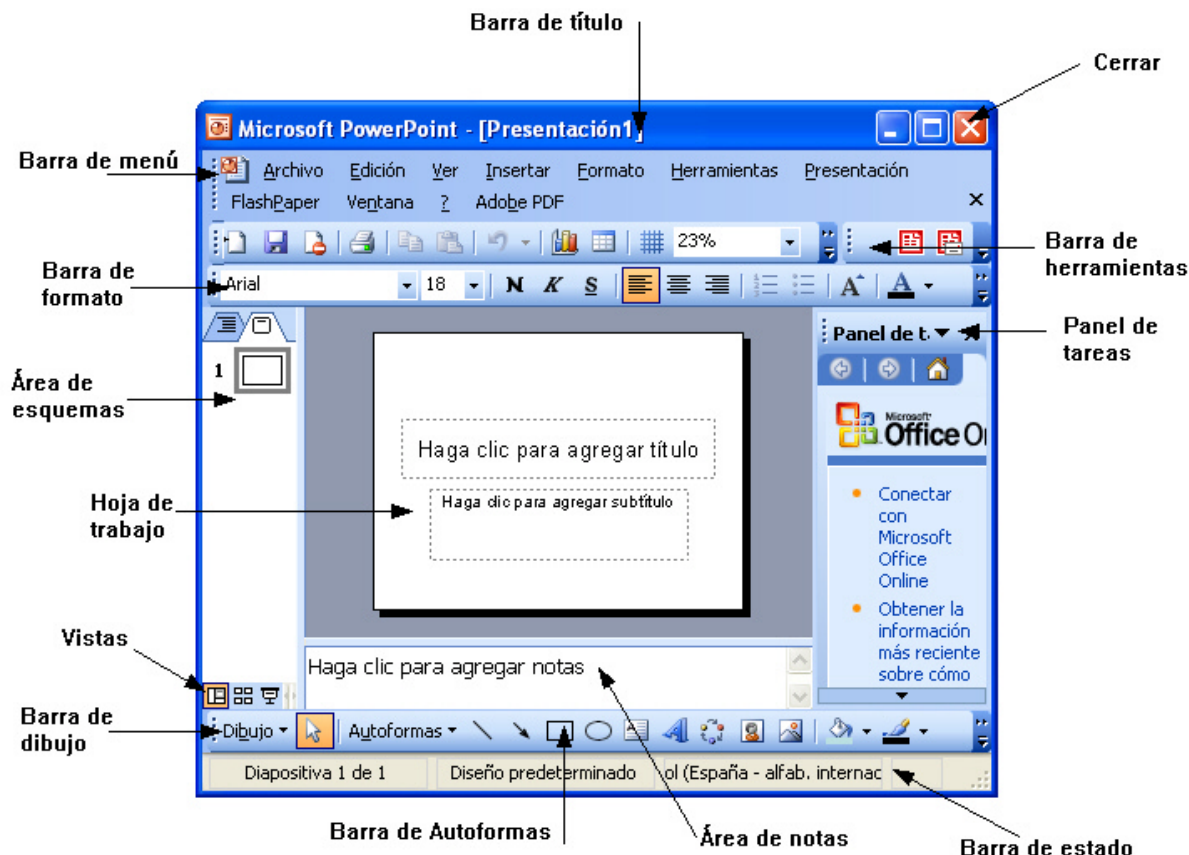 Barra de título
Cerrar
Microsoft PowerPoint - [Presentación1]
Barra de menú
Archivo Edición Ver Insertar Formato Herramientas Presentación
FlashPaper Ventana ? Adobe PDF
23%
Barra de
herramientas
Barra de
formato
Arial 18 N K S A A
Panel de t.
Panel de
tareas
1
Área de
esquemas
Microsoft
Office
Haga clic para agregar título
Haga clic para agregar subtítulo
Hoja de
trabajo
Conectar
con
Microsoft
Office
Online
Obtener la
información
más reciente
sobre cómo
Vistas
Haga clic para agregar notas
Barra de
dibujo
Dibujo Autoformas
Diapositiva 1 de 1 Diseño predeterminado ol (España - alfab. internac
Barra de Autoformas
Área de notas
Barra de estado